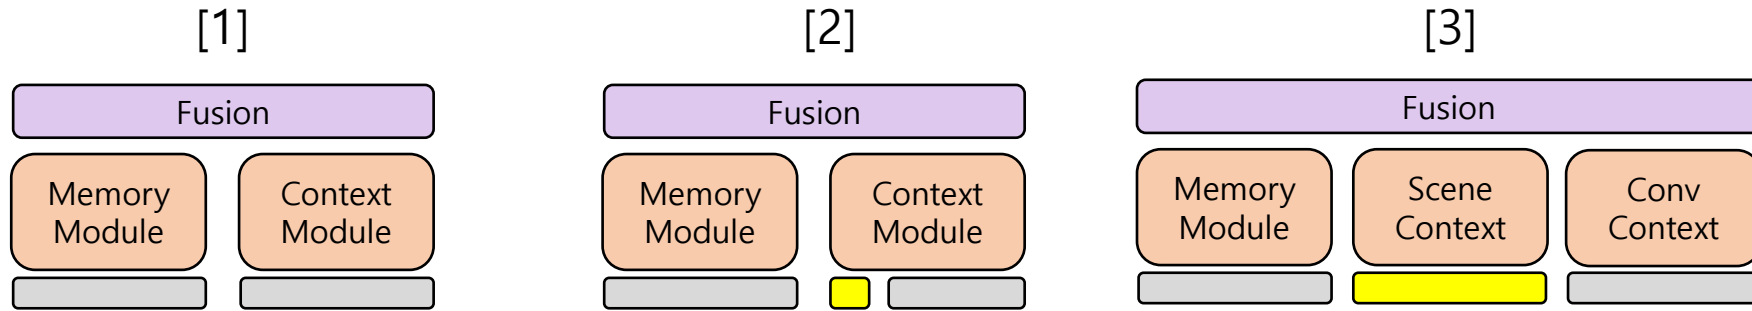 [1]
Fusion
Memory
Module
Context
Module
[2]
Fusion
Memory
Module
Context
Module
[3]
Fusion
Memory
Module
Scene
Context
Conv
Context